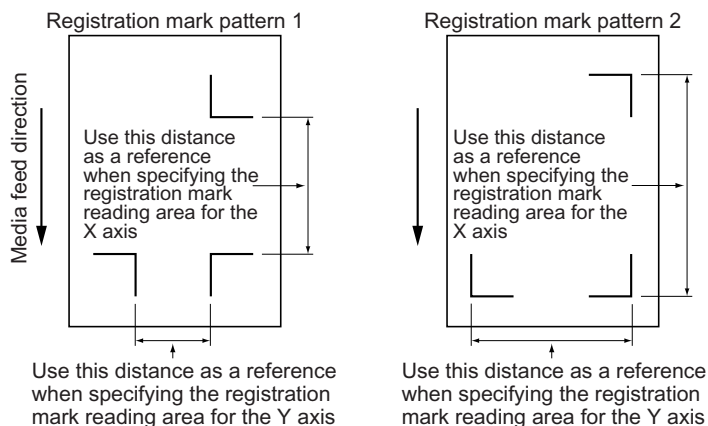 Registration mark pattern 1
Media feed direction
Use this distance
as a reference
when specifying the
registration mark
reading area for the
X axis
Use this distance as a reference
when specifying the registration
mark reading area for the Y axis
Registration mark pattern 2
Use this distance
as a reference
when specifying the
registration mark
reading area for the
X axis
Use this distance as a reference
when specifying the registration
mark reading area for the Y axis